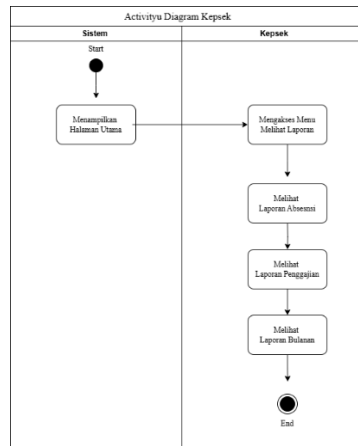 Activityu Diagram Kepsek
Sistem
Kepsek
Start
Menampilkan
Halaman Utama
Mengakses Menu
Melihat Laporan
Melihat
Laporan Abseansi
Melihat
Laporan Penggajian
Melihat
Laporan Bulanan
End